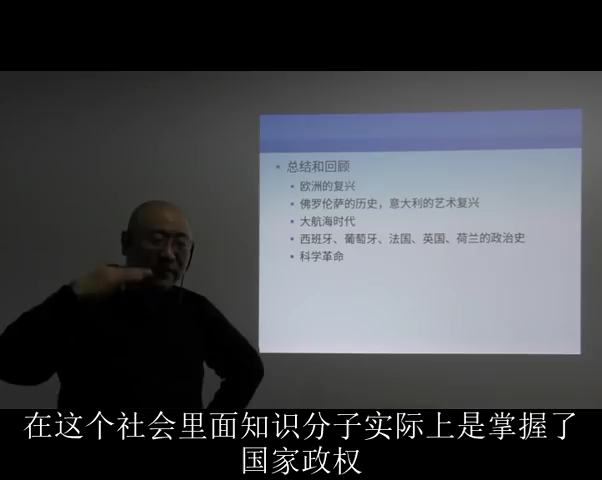 总结和回顾
欧洲的复兴
佛罗伦萨的历史，意大利的艺术复兴
大航海时代
西班牙、葡萄牙、法国、英国、荷兰的政治史
科学革命
在这个社会里面知识分子实际上是掌握了
国家政权